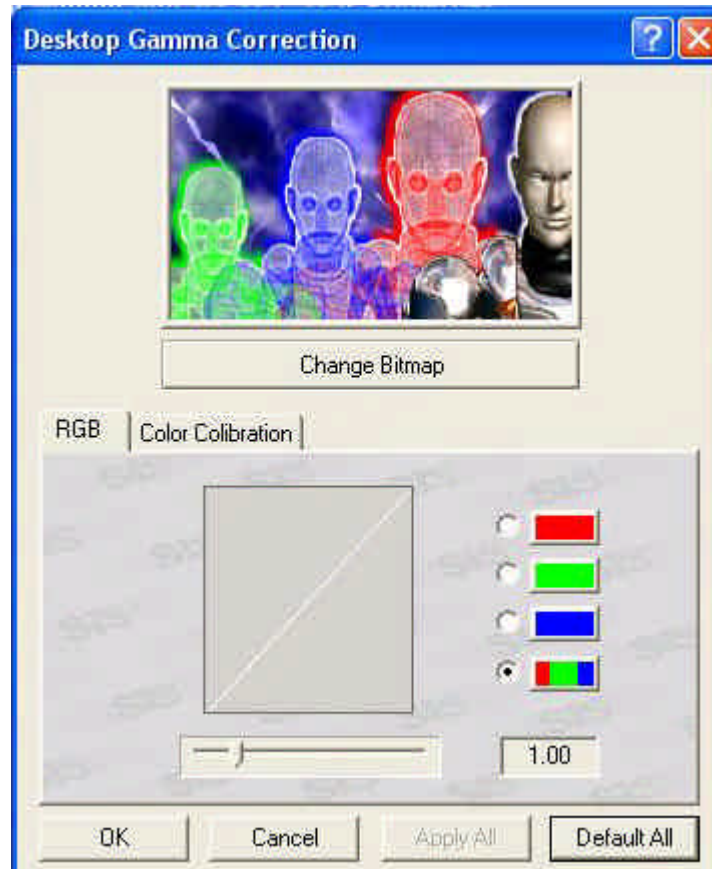 Desktop Gamma Correction
Change Bitmap
RGB
Color Colibration
1.00
OK
Cancel
Apply All
Default All